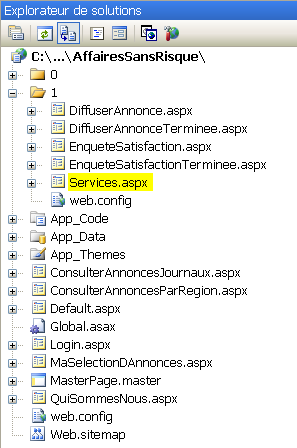 Explorateur de solutions
C:\...\AffairesSansRisque\
0
1
DiffuserAnnonce.aspx
DiffuserAnnonceTerminee.aspx
EnqueteSatisfaction.aspx
EnqueteSatisfactionTerminee.aspx
Services.aspx
web.config
App_Code
App_Data
App_Themes
ConsulterAnnoncesJournaux.aspx
ConsulterAnnoncesParRegion.aspx
Default.aspx
Global.asax
Login.aspx
MaSelectionDAnnonces.aspx
MasterPage.master
QuiSommesNous.aspx
web.config
Web.sitemap